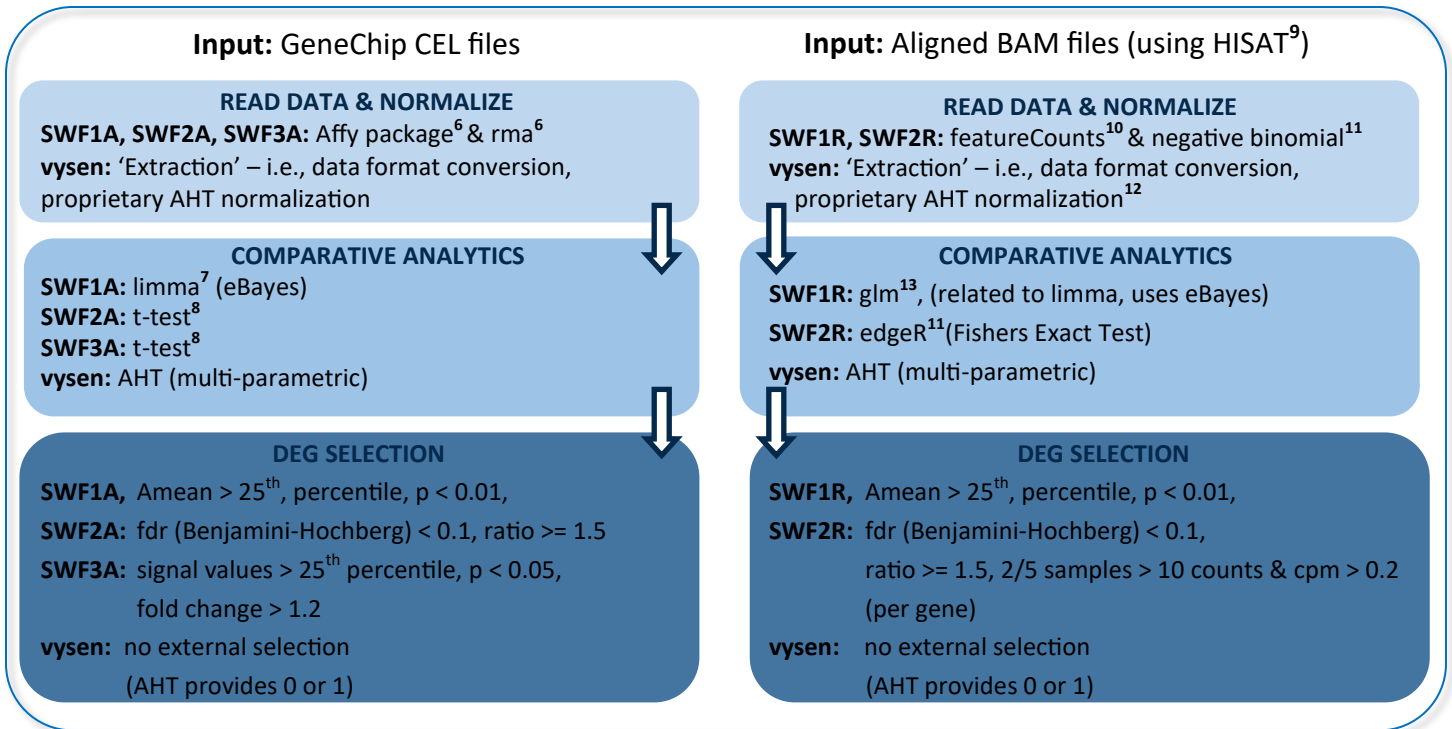 Input: GeneChip CEL files
READ DATA & NORMALIZE
SWF1A, SWF2A, SWF3A: Affy package6 & rma6
vysen: ‘Extraction’ – i.e., data format conversion,
proprietary AHT normalization
COMPARATIVE ANALYTICS
SWF1A: limma7 (eBayes)
SWF2A: t-test8
SWF3A: t-test8
vysen: AHT (multi-parametric)
DEG SELECTION
SWF1A, Amean > 25th, percentile, p < 0.01,
SWF2A: fdr (Benjamini-Hochberg) < 0.1, ratio >= 1.5
SWF3A: signal values > 25th percentile, p < 0.05,
fold change > 1.2
vysen: no external selection
(AHT provides 0 or 1)
Input: Aligned BAM files (using HISAT9)
READ DATA & NORMALIZE
SWF1R, SWF2R: featureCounts10 & negative binomial11
vysen: ‘Extraction’ – i.e., data format conversion,
proprietary AHT normalization12
COMPARATIVE ANALYTICS
SWF1R: glm13, (related to limma, uses eBayes)
SWF2R: edgeR11(Fishers Exact Test)
vysen: AHT (multi-parametric)
DEG SELECTION
SWF1R, Amean > 25th, percentile, p < 0.01,
SWF2R: fdr (Benjamini-Hochberg) < 0.1,
ratio >= 1.5, 2/5 samples > 10 counts & cpm > 0.2
(per gene)
vysen: no external selection
(AHT provides 0 or 1)